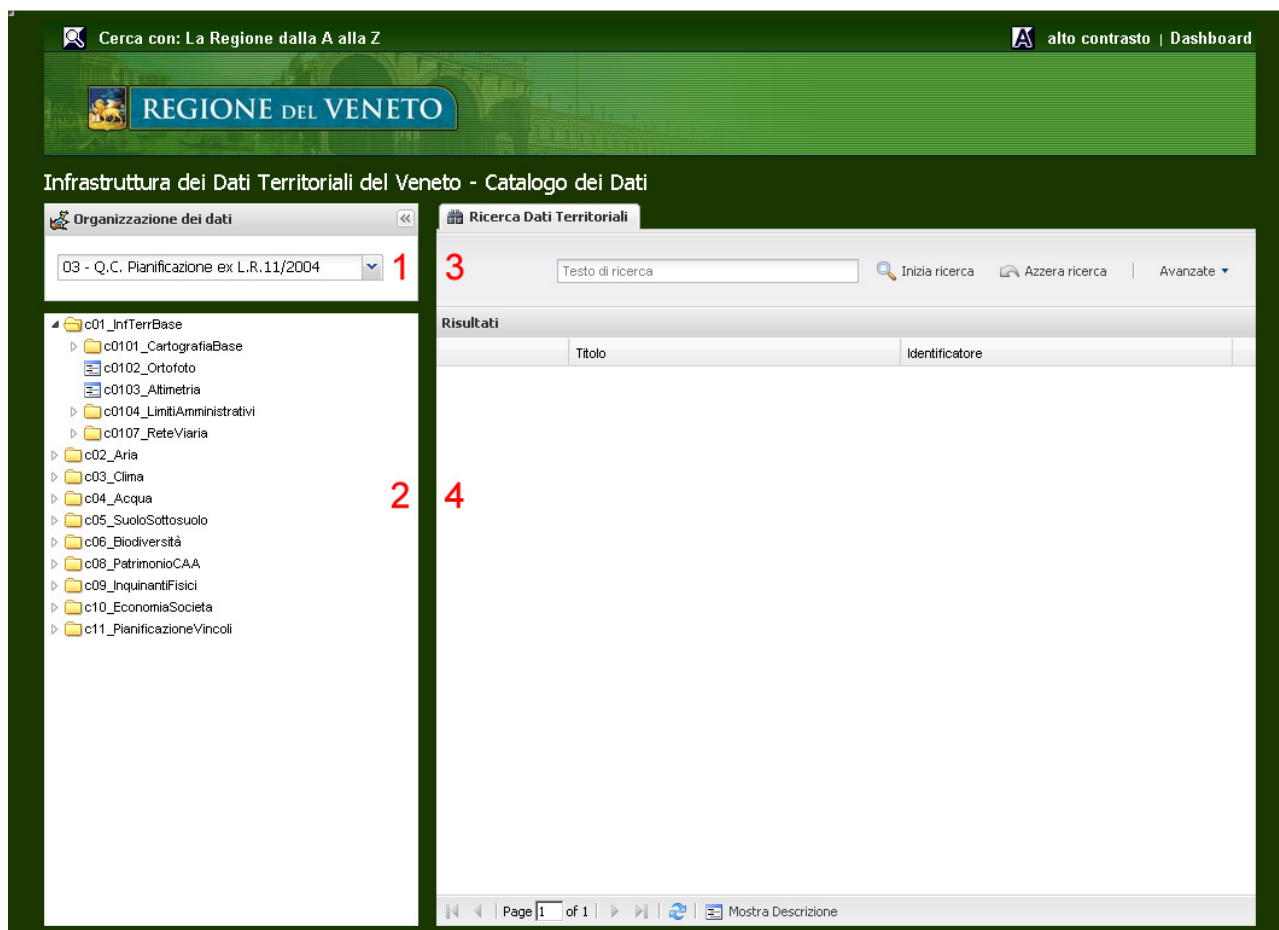 Cerca con: La Regione dalla A alla Z
alto contrasto | Dashboard
REGIONE DEL VENETO
Infrastruttura dei Dati Territoriali del Veneto - Catalogo dei Dati
Organizzazione dei dati
Ricerca Dati Territoriali
03 - Q.C. Pianificazione ex L.R.11/2004
1
3
Testo di ricerca
Inizia ricerca
Azzera ricerca
Avanzate
c01_InfTerrBase
c0101_CartografiaBase
c0102_Ortofoto
c0103_Altimetria
c0104_LimitiAmministrativi
c0107_ReteViaria
c02_Aria
c03_Clima
c04_Acqua
c05_SuoloSottosuolo
c06_Biodiversità
c08_PatrimonioCAA
c09_InquinantiFisici
c10_EconomiaSocieta
c11_PianificazioneVincoli
2
4
Risultati
Titolo
Identificatore
Page 1 of 1
Mostra Descrizione